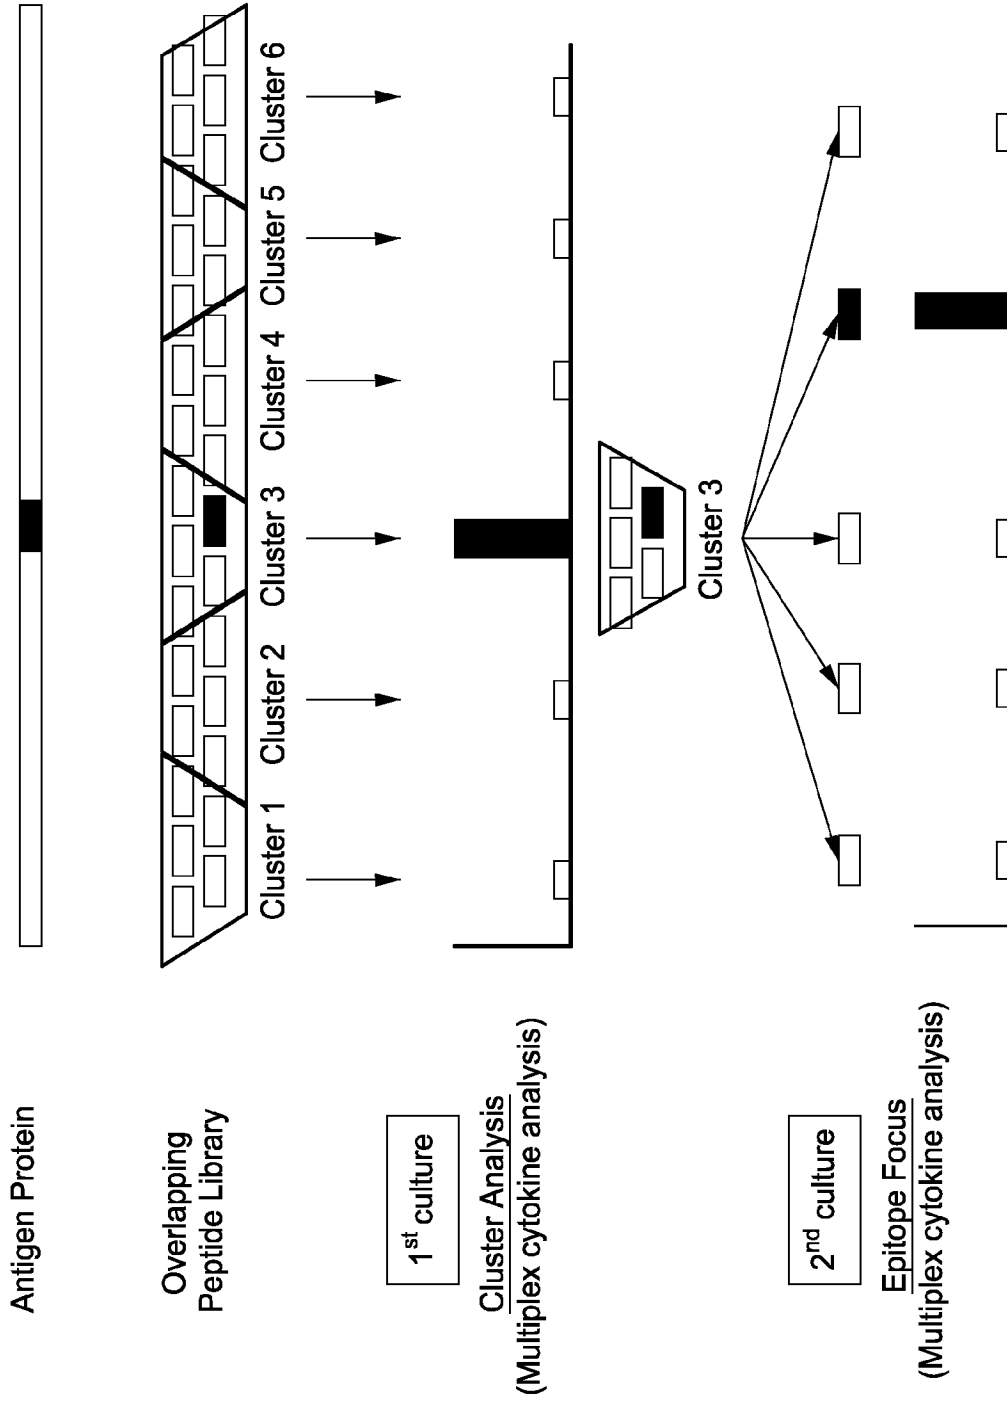 Antigen Protein
Overlapping
Peptide Library
Cluster 1
Cluster 2
Cluster 3
Cluster 4
Cluster 5
Cluster 6
1st culture
Cluster Analysis
(Multiplex cytokine analysis)
Cluster 3
2nd culture
Epitope Focus
(Multiplex cytokine analysis)